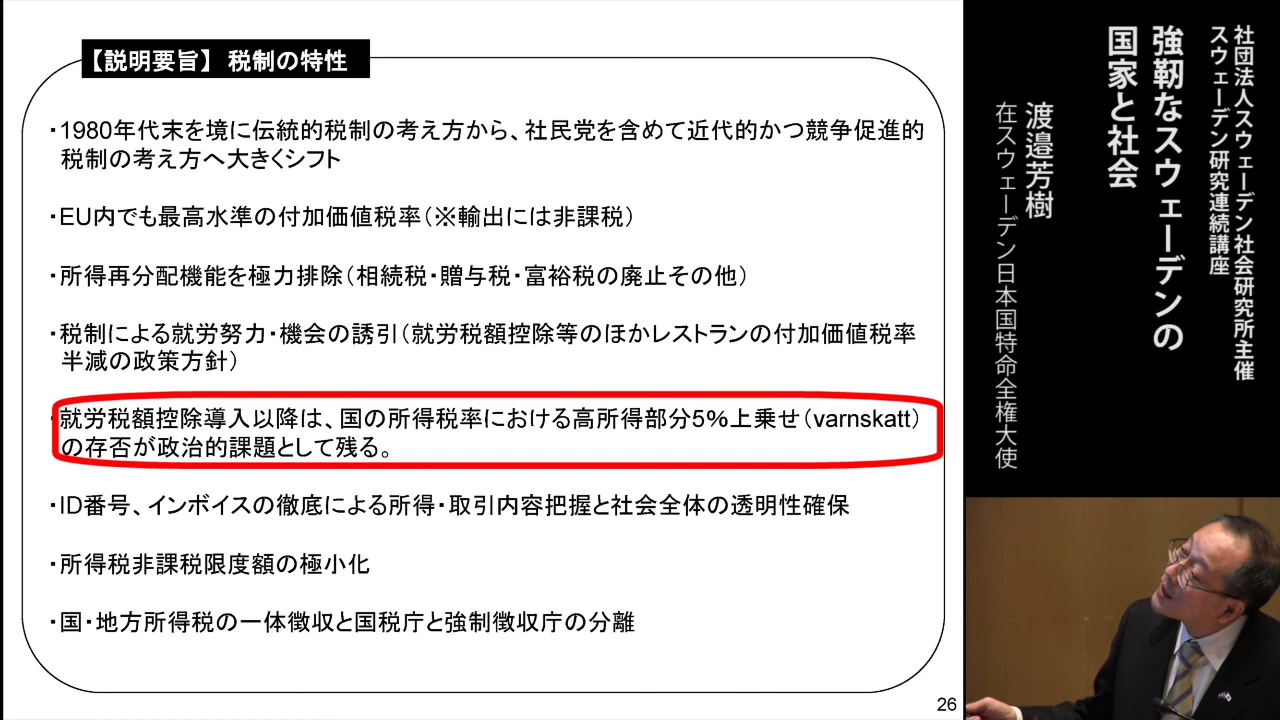 【説明要旨】 税制の特性
・1980年代末を境に伝統的税制の考え方から、社民党を含めて近代的かつ競争促進的
税制の考え方へ大きくシフト
・EU内でも最高水準の付加価値税率(※輸出には非課税)
・所得再分配機能を極力排除(相続税・贈与税・富裕税の廃止その他)
・税制による就労努力・機会の誘引(就労税額控除等のほかレストランの付加価値税率
半減の政策方針)
・就労税額控除導入以降は、国の所得税率における高所得部分5%上乗せ(varnskatt)
の存否が政治的課題として残る。
・ID番号、インボイスの徹底による所得・取引内容把握と社会全体の透明性確保
・所得税非課税限度額の極小化
・国・地方所得税の一体徴収と国税庁と強制徴収庁の分離
26
社団法人スウェーデン社会研究所主催
スウェーデン研究連続講座
強靭なスウェーデンの
国家と社会
渡邉芳樹
在スウェーデン日本国特命全権大使